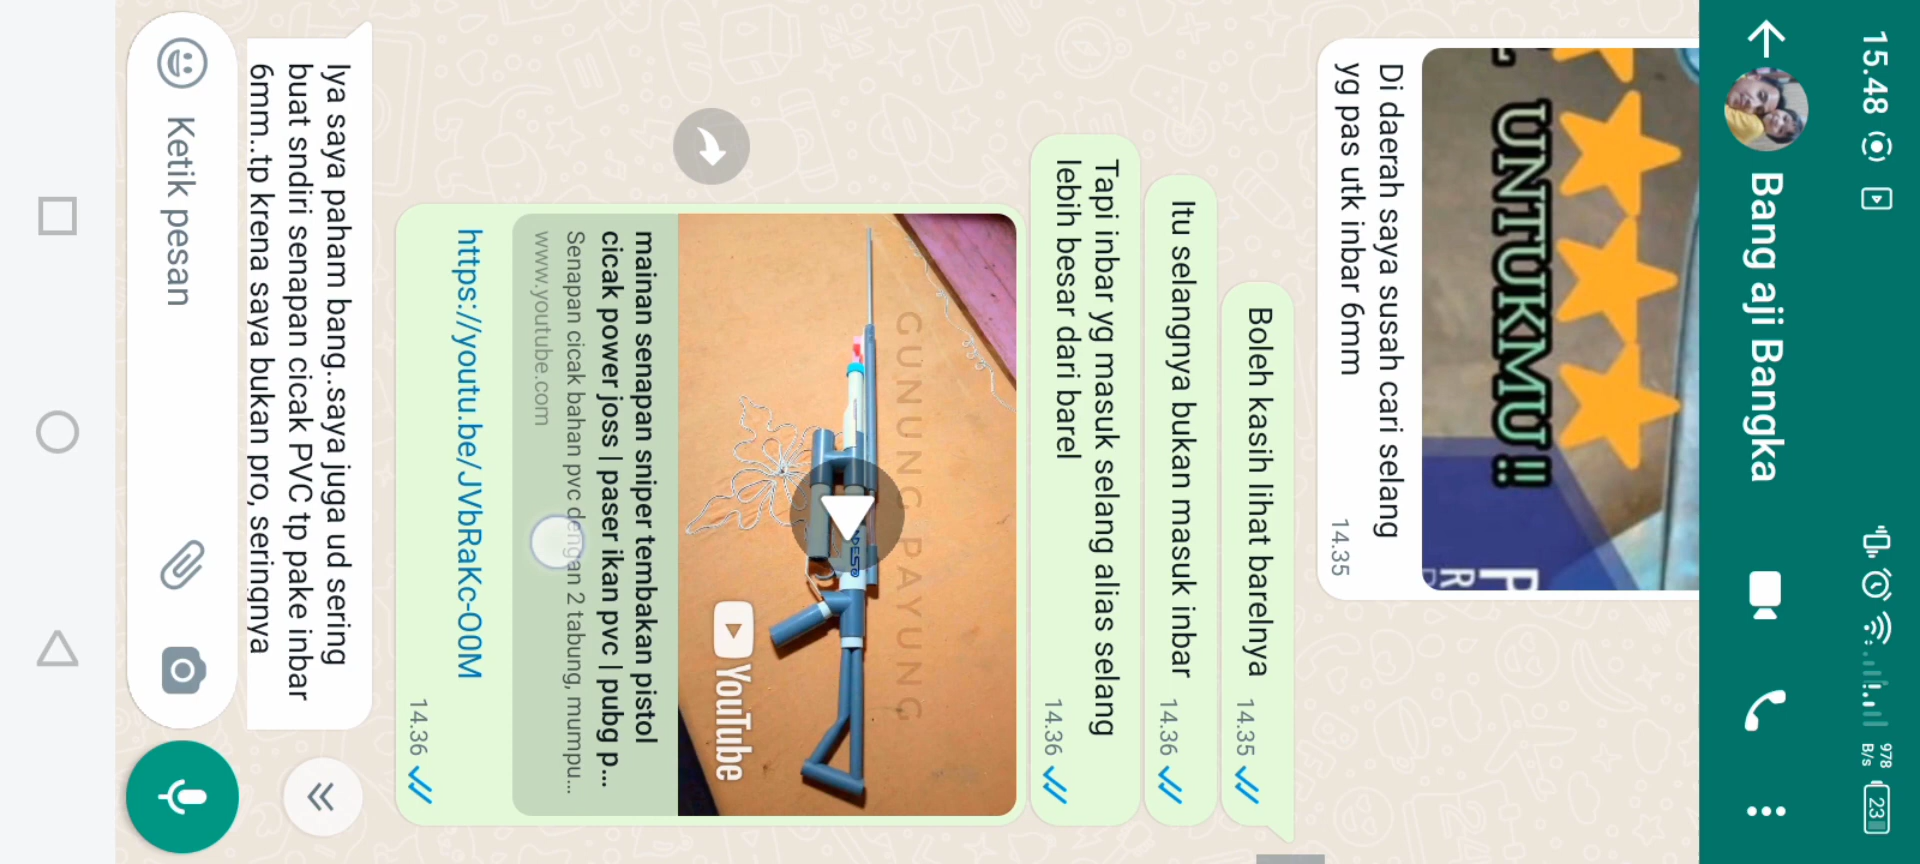 15.48
978
B/s
23
Bang aji Bangka
UNTUKMU !!
P
R
Di daerah saya susah cari selang
yg pas utk inbar 6mm
14.35
Boleh kasih lihat barelnya
14.35
Itu selangnya bukan masuk inbar
14.36
Tapi inbar yg masuk selang alias selang
lebih besar dari barel
14.36
GUNUNG PAYUNG
YouTube
mainan senapan sniper tembakan pistol
cicak power joss | paser ikan pvc | pubg p...
Senapan cicak bahan pvc dengan 2 tabung, mumpu...
www.youtube.com
https://youtu.be/JVbRaKc-O0M
14.36
Iya saya paham bang..saya juga ud sering
buat sndiri senapan cicak PVC tp pake inbar
6mm..tp krena saya bukan pro, seringnya
Ketik pesan